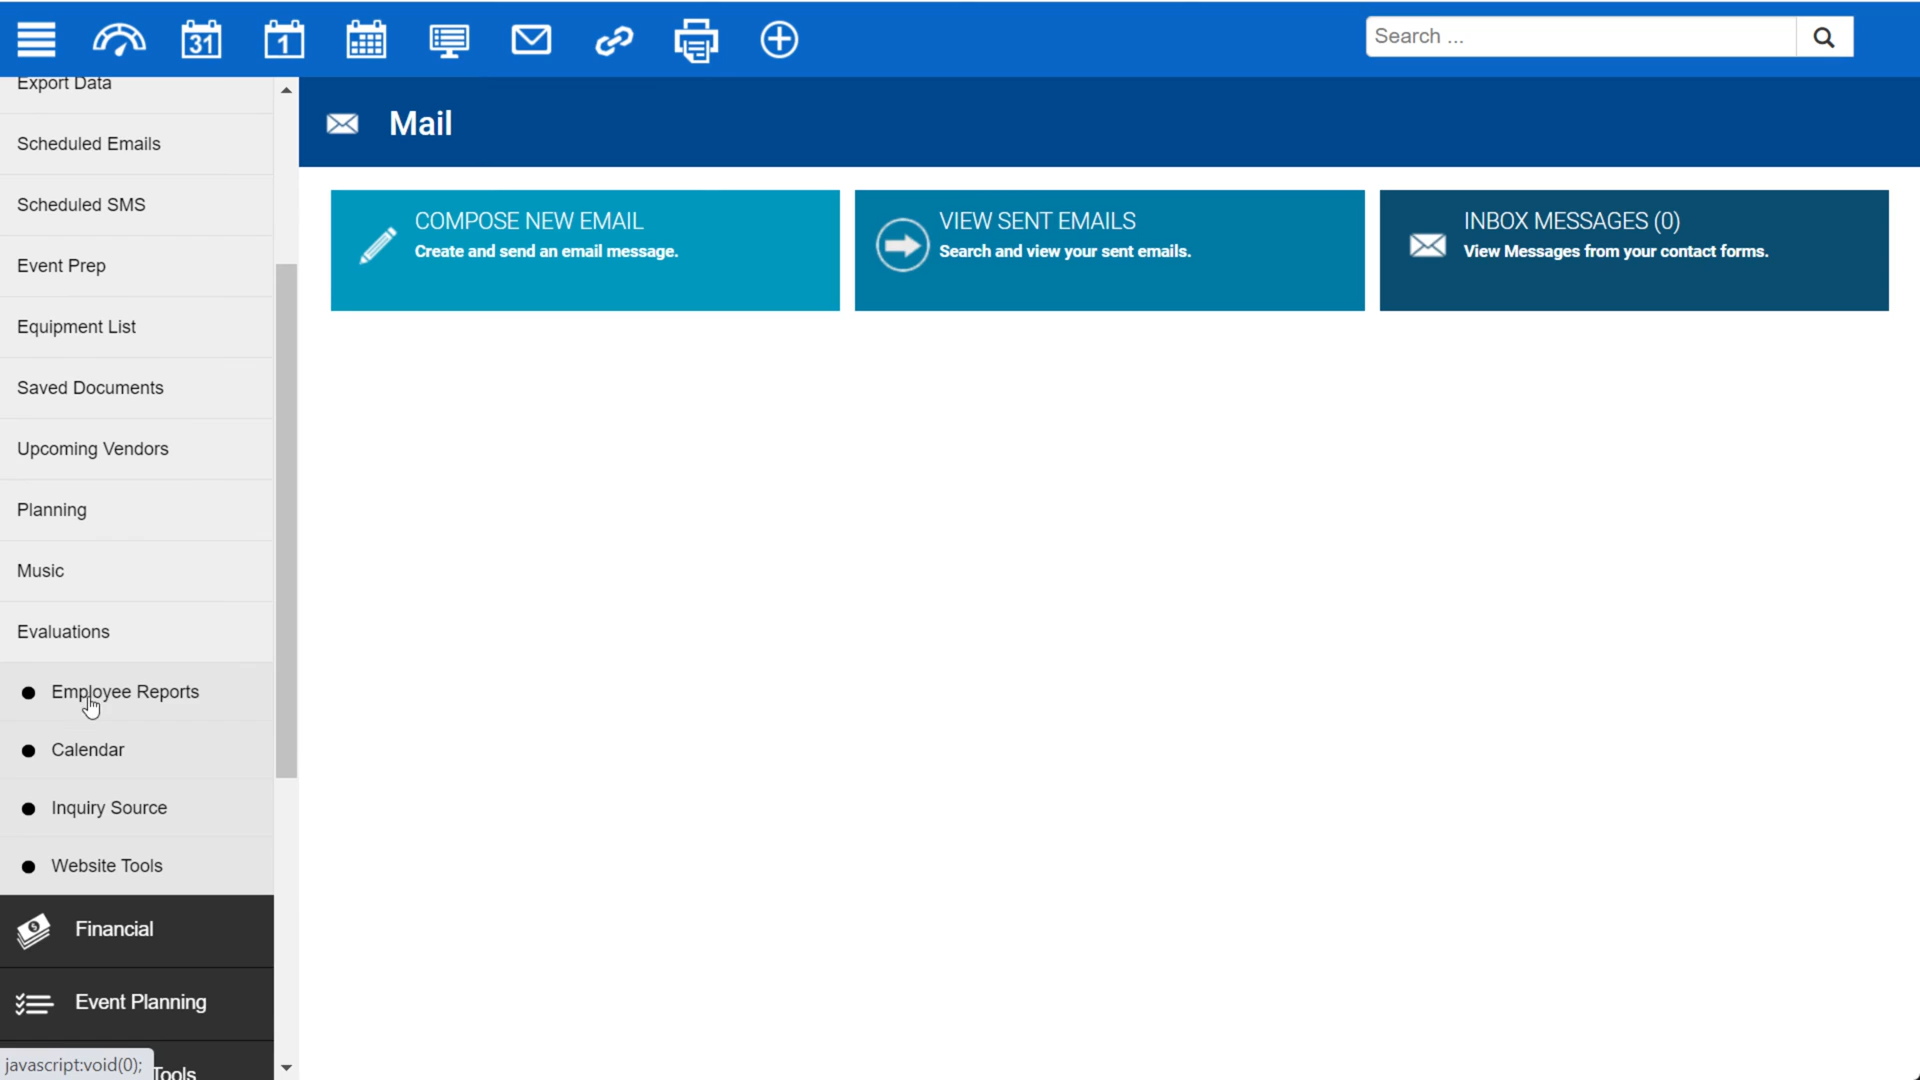 31
1
Search ...
Export Data
Scheduled Emails
Scheduled SMS
Event Prep
Equipment List
Saved Documents
Upcoming Vendors
Planning
Music
Evaluations
Employee Reports
Calendar
Inquiry Source
Website Tools
Financial
Event Planning
Tools
javascript:void(0);
Mail
COMPOSE NEW EMAIL
Create and send an email message.
VIEW SENT EMAILS
Search and view your sent emails.
INBOX MESSAGES (0)
View Messages from your contact forms.